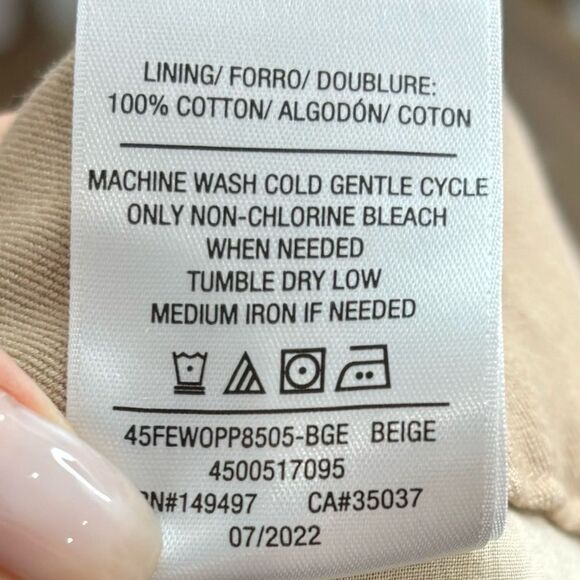 LINING/ FORRO/ DOUBLURE:
100% COTTON/ ALGODÓN/ COTON
MACHINE WASH COLD GENTLE CYCLE
ONLY NON-CHLORINE BLEACH
WHEN NEEDED
TUMBLE DRY LOW
MEDIUM IRON IF NEEDED
45FEWOPP8505-BGE BEIGE
4500517095
N#149497 CA#35037
07/2022